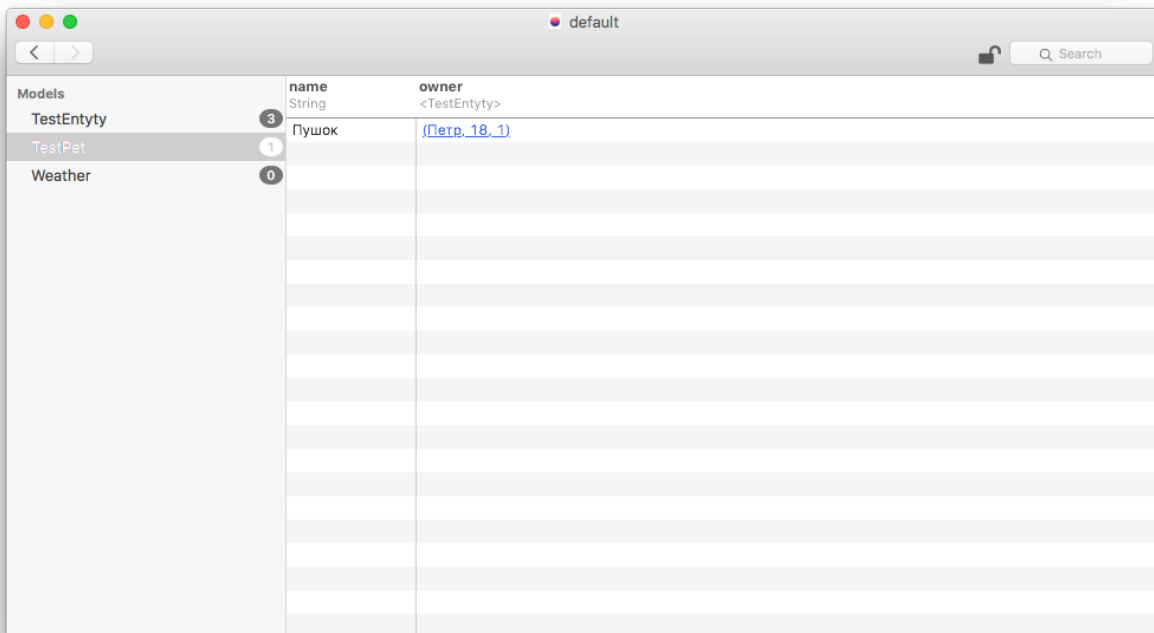 default
Search
Models
TestEntyty 3
TestPet 1
Weather 0
name owner
String <TestEntyty>
Пушок (Петр, 18, 1)